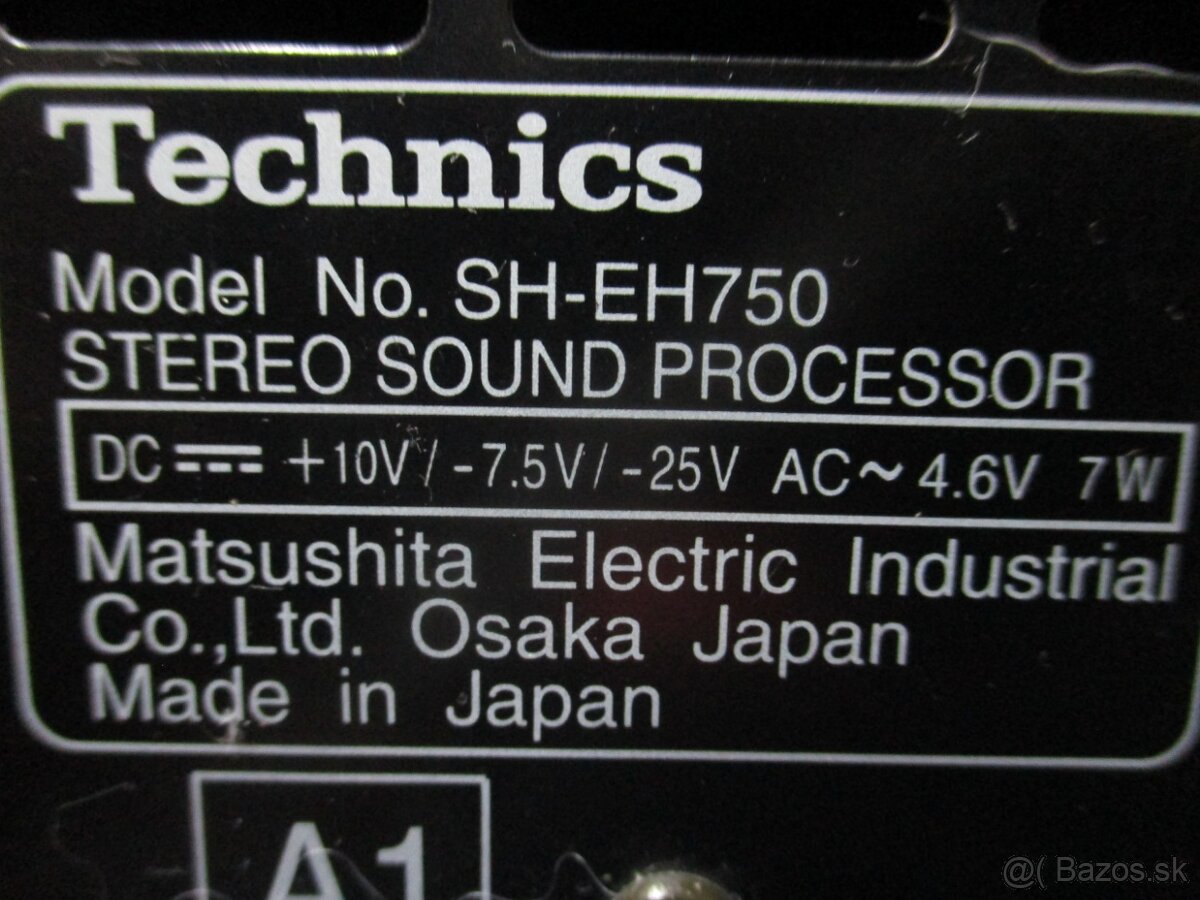 Technics
Model No. SH-EH750
STEREO SOUND PROCESSOR
DC ⎓ +10V/ -7.5V/ -25V AC~ 4.6V 7W
Matsushita Electric Industrial
Co.,Ltd. Osaka Japan
Made in Japan
A1
@( Bazos.sk